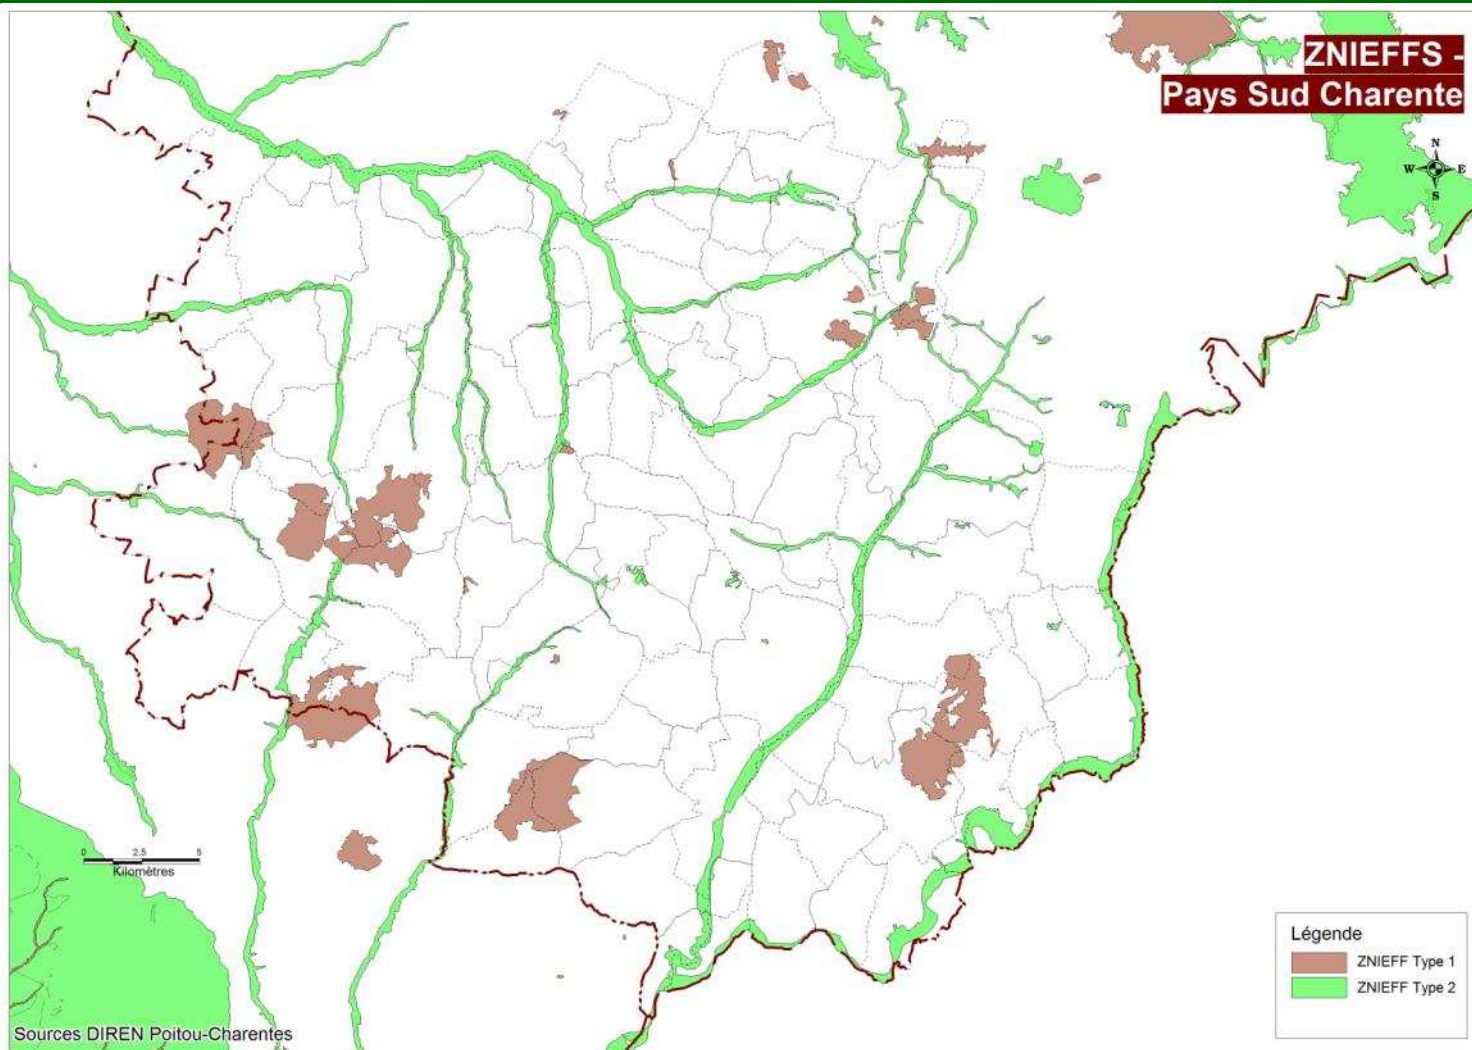 ZNIEFFS -
Pays Sud Charente
N
W E
S
0 2,5 5
Kilomètres
Légende
ZNIEFF Type 1
ZNIEFF Type 2
Sources DIREN Poitou-Charentes